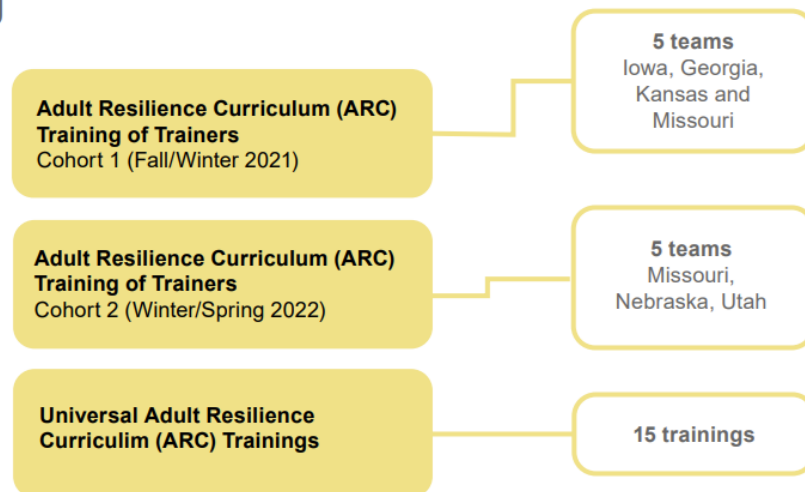 Adult Resilience Curriculum (ARC)
Training of Trainers
Cohort 1 (Fall/Winter 2021)
5 teams
Iowa, Georgia,
Kansas and
Missouri
Adult Resilience Curriculum (ARC)
Training of Trainers
Cohort 2 (Winter/Spring 2022)
5 teams
Missouri,
Nebraska, Utah
Universal Adult Resilience
Curriculim (ARC) Trainings
15 trainings